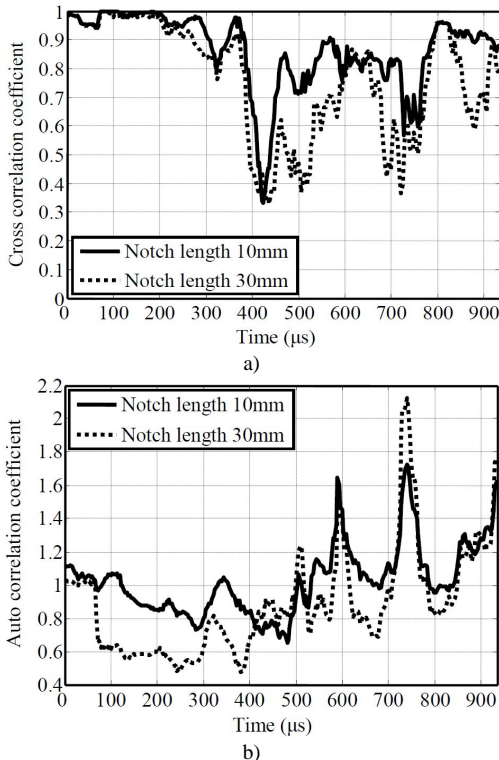 Cross correlation coefficient
1
0.9
0.8
0.7
0.6
0.5
0.4
0.3
0.2
0.1
0
Notch length 10mm
Notch length 30mm
0 100 200 300 400 500 600 700 800 900
Time (μs)
a)
Auto correlation coefficient
2.2
2
1.8
1.6
1.4
1.2
1
0.8
0.6
0.4
Notch length 10mm
Notch length 30mm
0 100 200 300 400 500 600 700 800 900
Time (μs)
b)